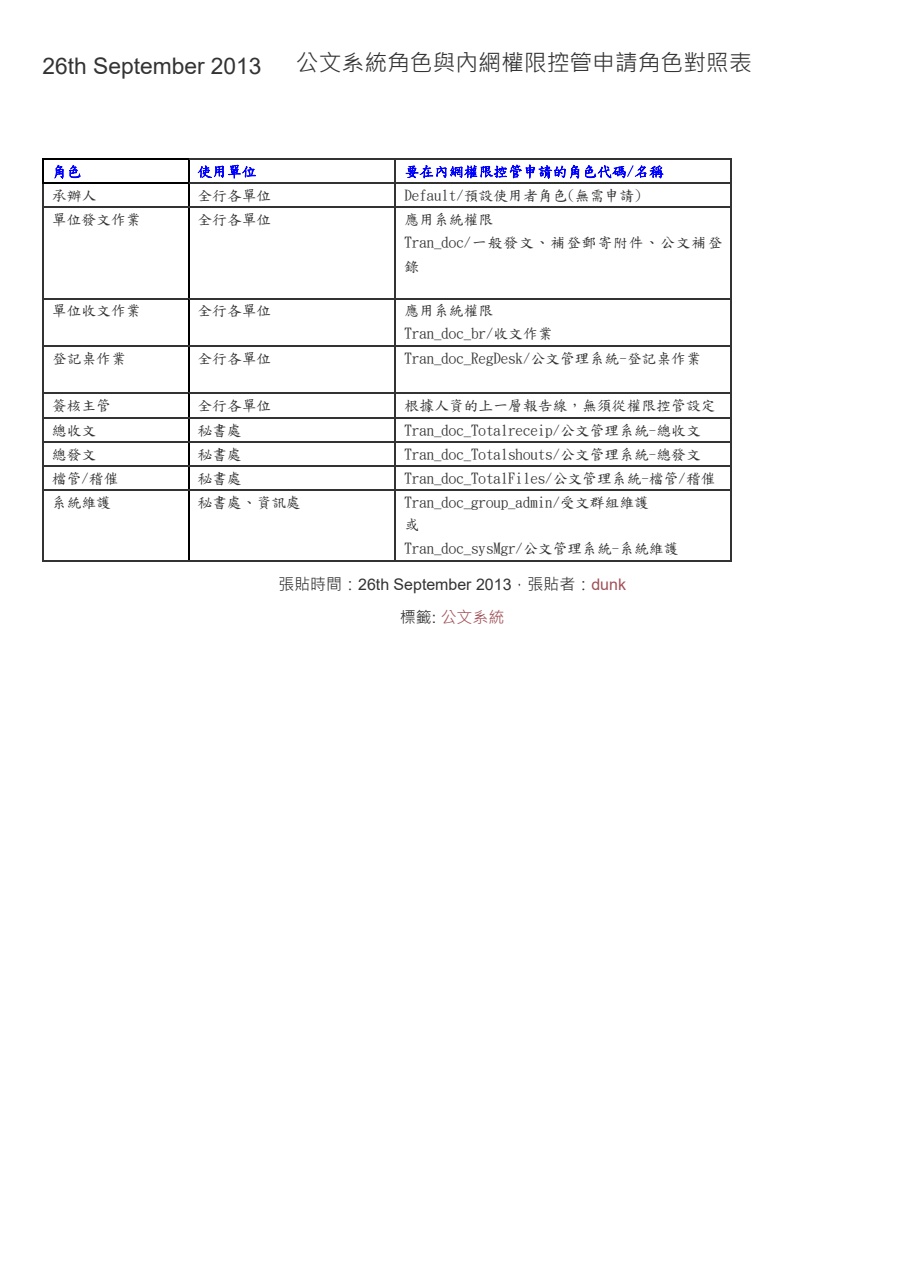 26th September 2013 公文系統角色與內網權限控管申請角色對照表
角色 使用單位 要在內網權限控管申請的角色代碼/名稱
承辦人 全行各單位 Default/預設使用者角色(無需申請)
單位發文作業 全行各單位 應用系統權限
Tran_doc/一般發文、補登郵寄附件、公文補登
錄
單位收文作業 全行各單位 應用系統權限
Tran_doc_br/收文作業
登記桌作業 全行各單位 Tran_doc_RegDesk/公文管理系統-登記桌作業
簽核主管 全行各單位 根據人資的上一層報告線，無須從權限控管設定
總收文 秘書處 Tran_doc_Totalreceip/公文管理系統-總收文
總發文 秘書處 Tran_doc_Totalshouts/公文管理系統-總發文
檔管/稽催 秘書處 Tran_doc_TotalFiles/公文管理系統-檔管/稽催
系統維護 秘書處、資訊處 Tran_doc_group_admin/受文群組維護
或
Tran_doc_sysMgr/公文管理系統-系統維護
張貼時間：26th September 2013，張貼者：dunk
標籤: 公文系統